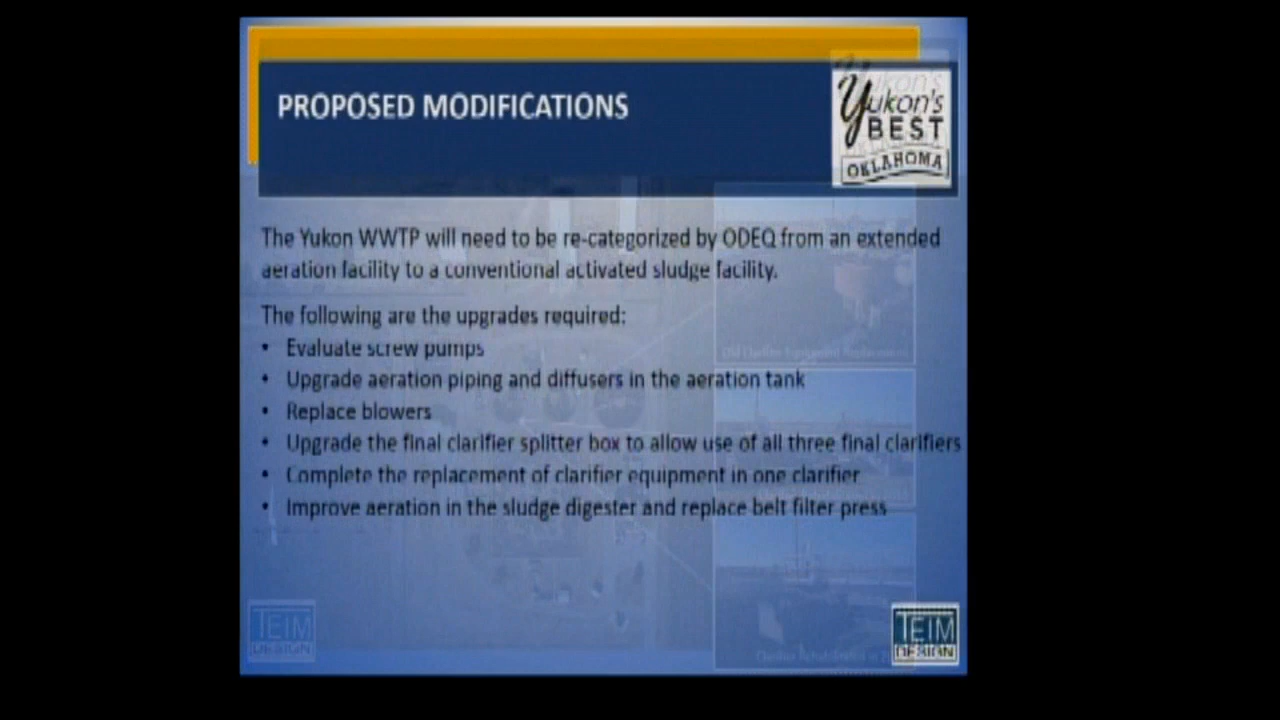 PROPOSED MODIFICATIONS
Yukon's
BEST
OKLAHOMA
The Yukon WWTP will need to be re-categorized by ODEQ from an extended
aeration facility to a conventional activated sludge facility.
The following are the upgrades required:
• Evaluate screw pumps
• Upgrade aeration piping and diffusers in the aeration tank
• Replace blowers
• Upgrade the final clarifier splitter box to allow use of all three final clarifiers
• Complete the replacement of clarifier equipment in one clarifier
• Improve aeration in the sludge digester and replace belt filter press
TEIM
DESIGN
TEIM
DESIGN